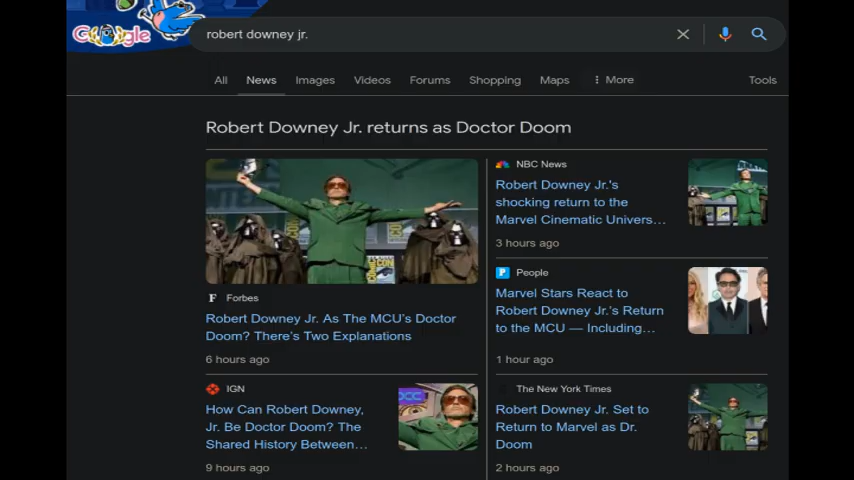 Google
robert downey jr.
All News Images Videos Forums Shopping Maps More Tools
Robert Downey Jr. returns as Doctor Doom
Forbes
Robert Downey Jr. As The MCU's Doctor
Doom? There's Two Explanations
6 hours ago
IGN
How Can Robert Downey,
Jr. Be Doctor Doom? The
Shared History Between...
9 hours ago
NBC News
Robert Downey Jr.'s
shocking return to the
Marvel Cinematic Univers...
3 hours ago
People
Marvel Stars React to
Robert Downey Jr.'s Return
to the MCU — Including...
1 hour ago
The New York Times
Robert Downey Jr. Set to
Return to Marvel as Dr.
Doom
2 hours ago